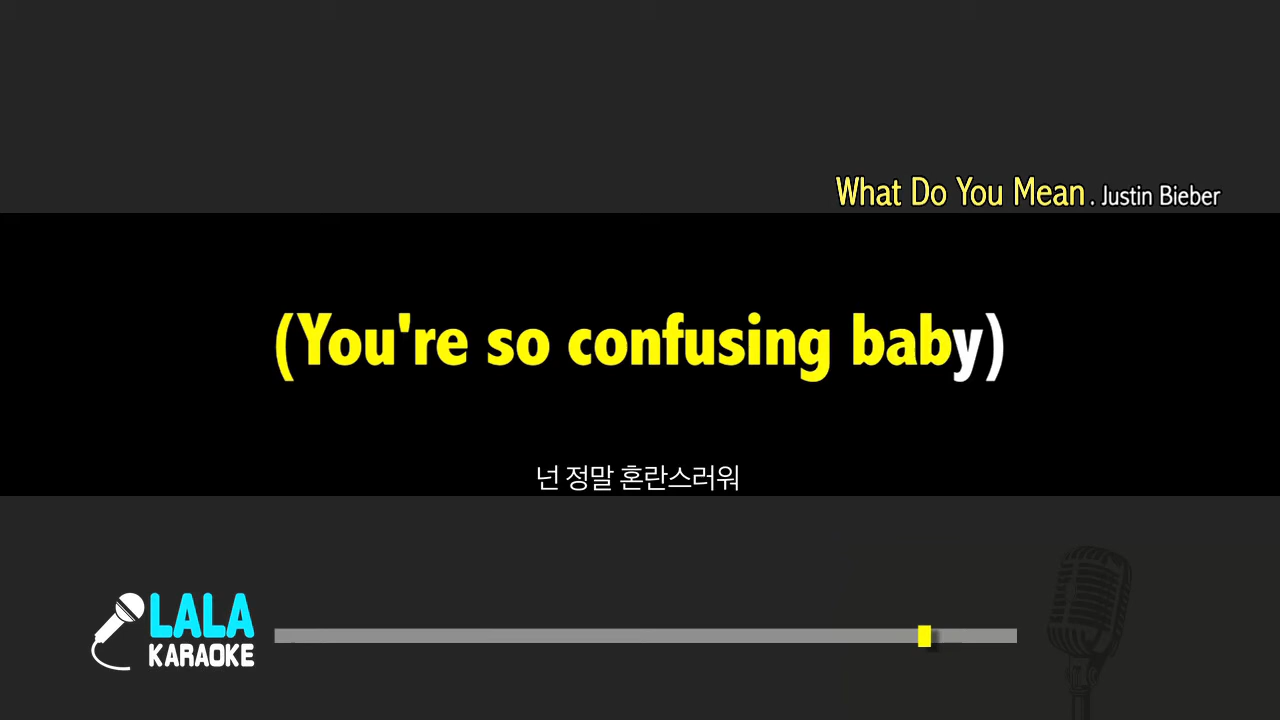 What Do You Mean . Justin Bieber
(You're so confusing baby)
넌 정말 혼란스러워
LALA
KARAOKE